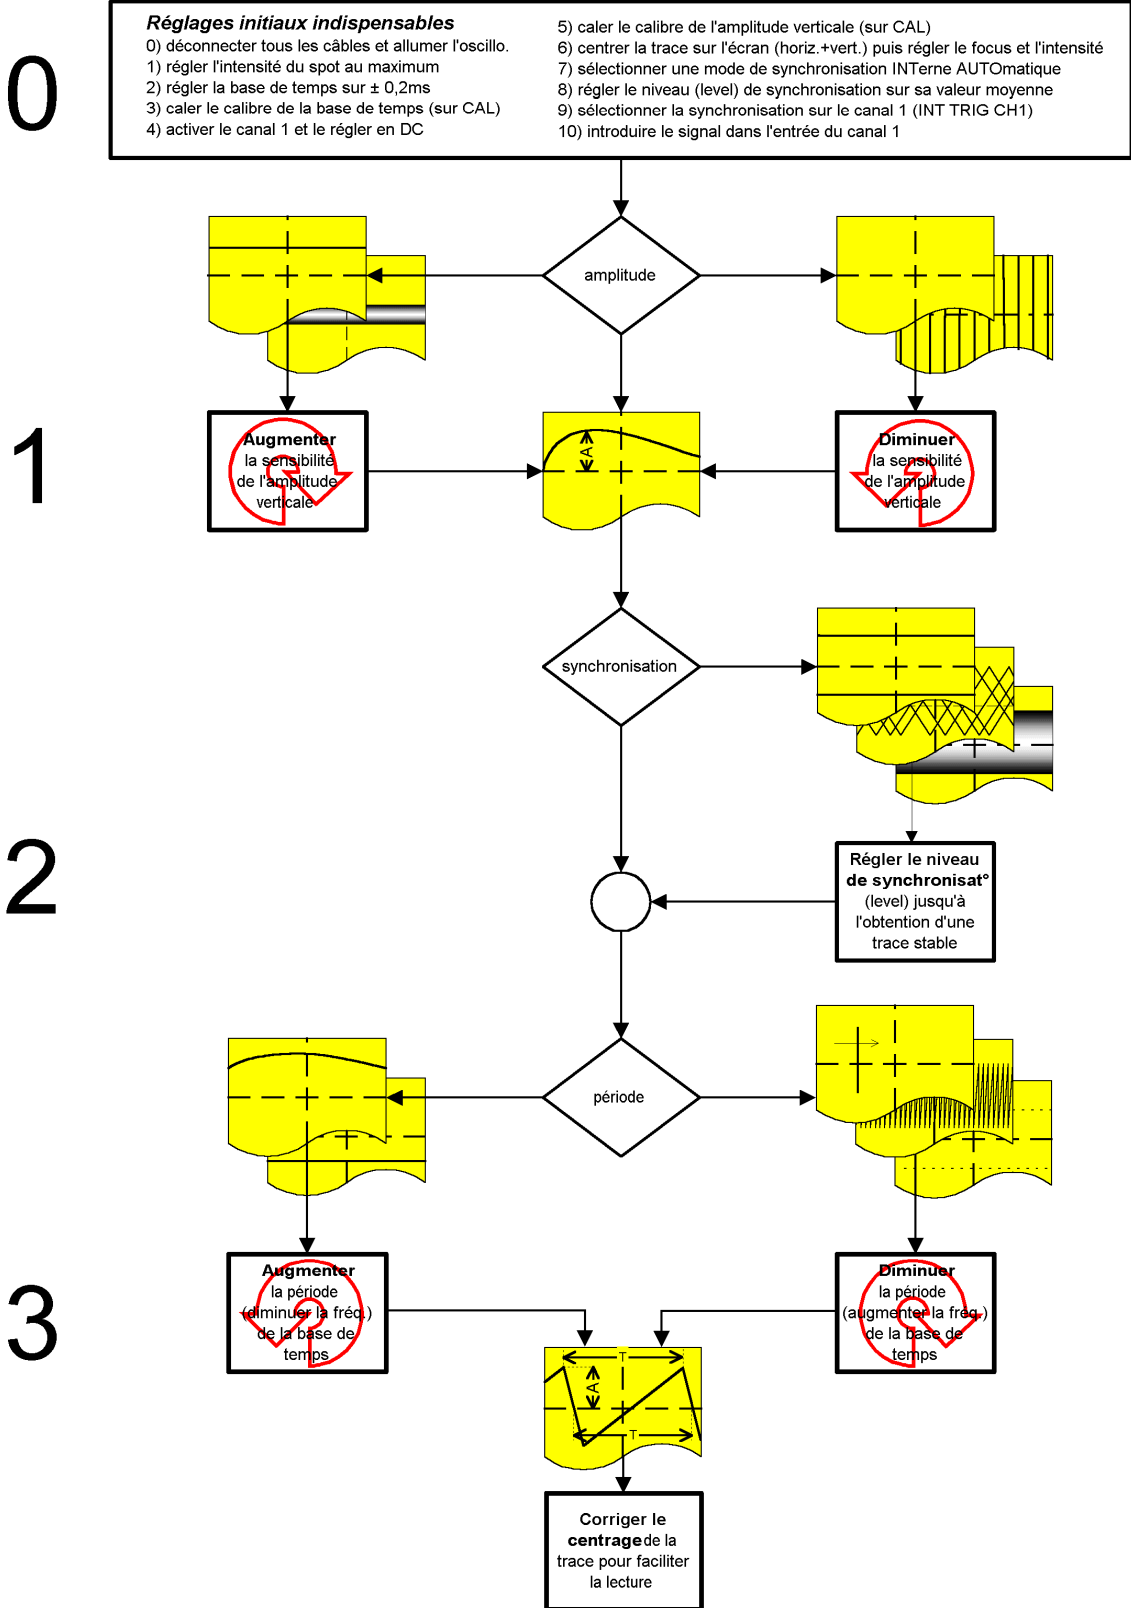 0
Réglages initiaux indispensables
0) déconnecter tous les câbles et allumer l'oscillo.
1) régler l'intensité du spot au maximum
2) régler la base de temps sur ± 0,2ms
3) caler le calibre de la base de temps (sur CAL)
4) activer le canal 1 et le régler en DC
5) caler le calibre de l'amplitude verticale (sur CAL)
6) centrer la trace sur l'écran (horiz.+vert.) puis régler le focus et l'intensité
7) sélectionner une mode de synchronisation INTerne AUTOmatique
8) régler le niveau (level) de synchronisation sur sa valeur moyenne
9) sélectionner la synchronisation sur le canal 1 (INT TRIG CH1)
10) introduire le signal dans l'entrée du canal 1
amplitude
1
Augmenter
la sensibilité
de l'amplitude
verticale
A
Diminuer
la sensibilité
de l'amplitude
verticale
synchronisation
2
Régler le niveau
de synchronisat°
(level) jusqu'à
l'obtention d'une
trace stable
période
3
Augmenter
la période
(diminuer la fréq.)
de la base de
temps
Diminuer
la période
(augmenter la fréq.)
de la base de
temps
T
A
T
Corriger le
centrage de la
trace pour faciliter
la lecture